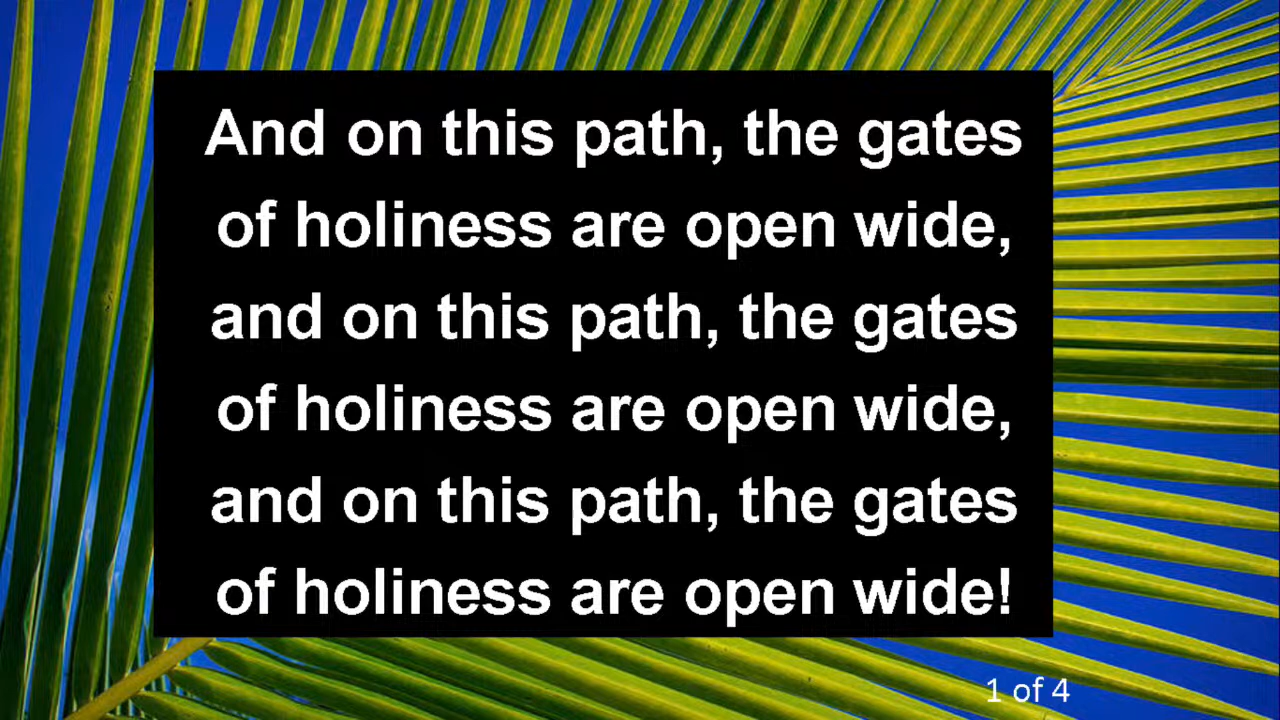 And on this path, the gates
of holiness are open wide,
and on this path, the gates
of holiness are open wide,
and on this path, the gates
of holiness are open wide!
1 of 4